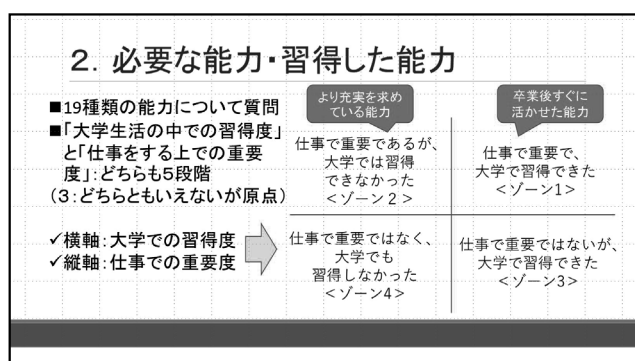 ２．必要な能力・習得した能力
■19種類の能力について質問
■「大学生活の中での習得度」
と「仕事をする上での重要
度」：どちらも５段階
（３：どちらともいえないが原点）
✓横軸：大学での習得度
✓縦軸：仕事での重要度
より充実を求め
ている能力
仕事で重要であるが、
大学では習得
できなかった
＜ゾーン２＞
卒業後すぐに
活かせた能力
仕事で重要で、
大学で習得できた
＜ゾーン1＞
仕事で重要ではなく、
大学でも
習得しなかった
＜ゾーン4＞
仕事で重要ではないが、
大学で習得できた
＜ゾーン3＞